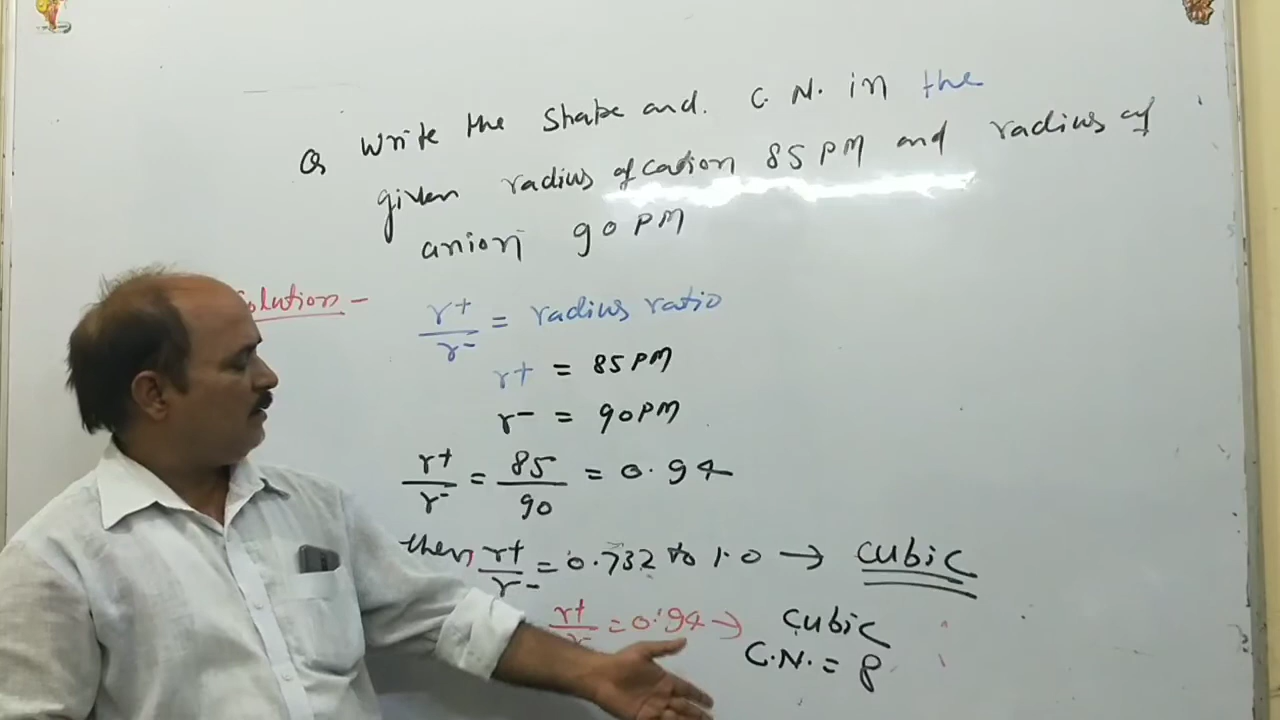 Q Write the Shape and. C. N. in the
given radius of cation 85 PM and radius of
anion 90 PM
Solution -
r+/r- = radius ratio
r+ = 85 PM
r- = 90 PM
r+/r- = 85/90 = 0.94
then r+/r- = 0.732 to 1.0 → cubic
r+/r- = 0.94 → Cubic
C.N. = 8